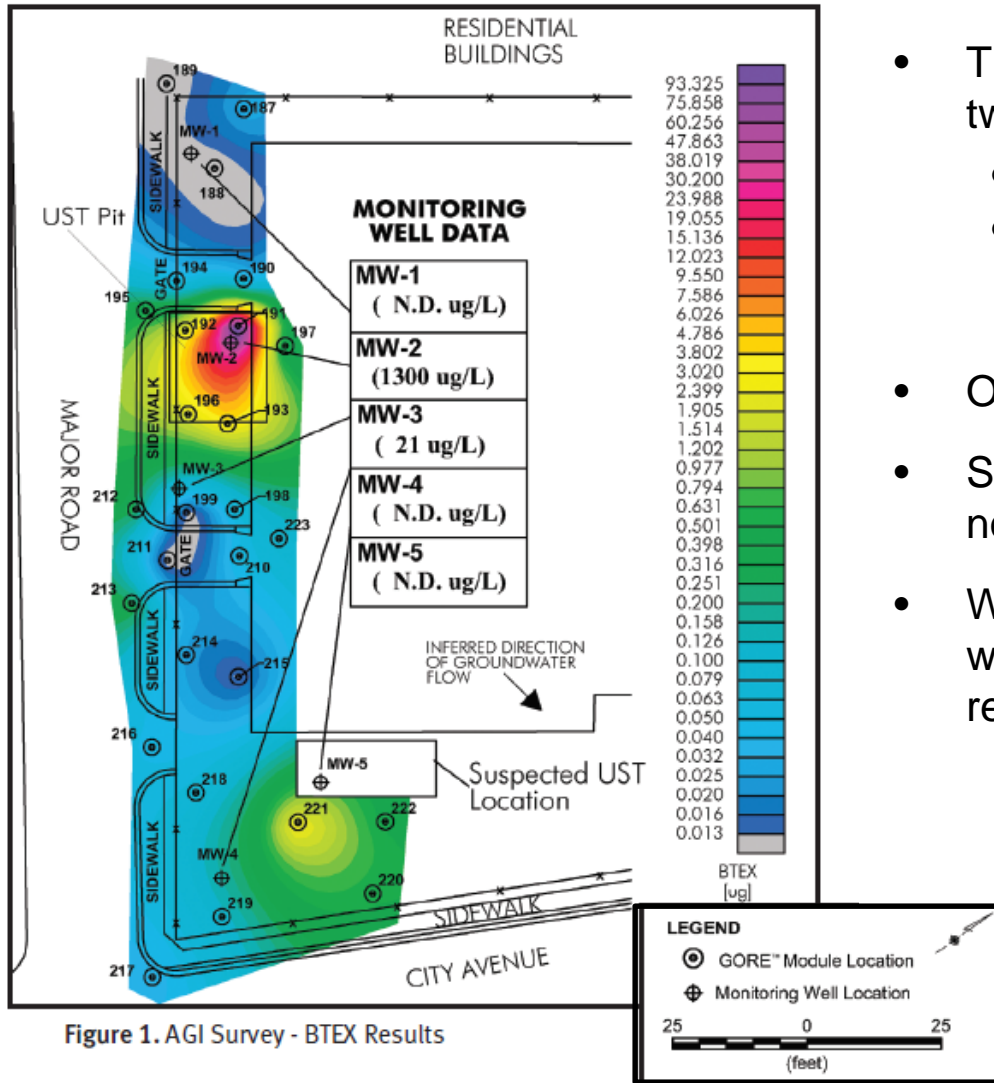 RESIDENTIAL
BUILDINGS
189
187
MW-1
188
SIDEWALK
UST Pit
MONITORING
WELL DATA
MW-1
( N.D. ug/L)
MW-2
(1300 ug/L)
MW-3
( 21 ug/L)
MW-4
( N.D. ug/L)
MW-5
( N.D. ug/L)
GATE
194
190
195
192
191
197
MW-2
196
193
SIDEWALK
MAJOR ROAD
MW-3
212
199
198
223
211
GATE
210
213
SIDEWALK
214
215
INFERRED DIRECTION
OF GROUNDWATER
FLOW
216
MW-5
Suspected UST
Location
218
221
222
SIDEWALK
MW-4
220
219
SIDEWALK
217
CITY AVENUE
93.325
75.858
60.256
47.863
38.019
30.200
23.988
19.055
15.136
12.023
9.550
7.586
6.026
4.786
3.802
3.020
2.399
1.905
1.514
1.202
0.977
0.794
0.631
0.501
0.398
0.316
0.251
0.200
0.158
0.126
0.100
0.079
0.063
0.050
0.040
0.032
0.025
0.020
0.016
0.013
BTEX
[ug]
LEGEND
GORE™ Module Location
Monitoring Well Location
25 0 25
(feet)
Figure 1. AGI Survey - BTEX Results
• O
• S